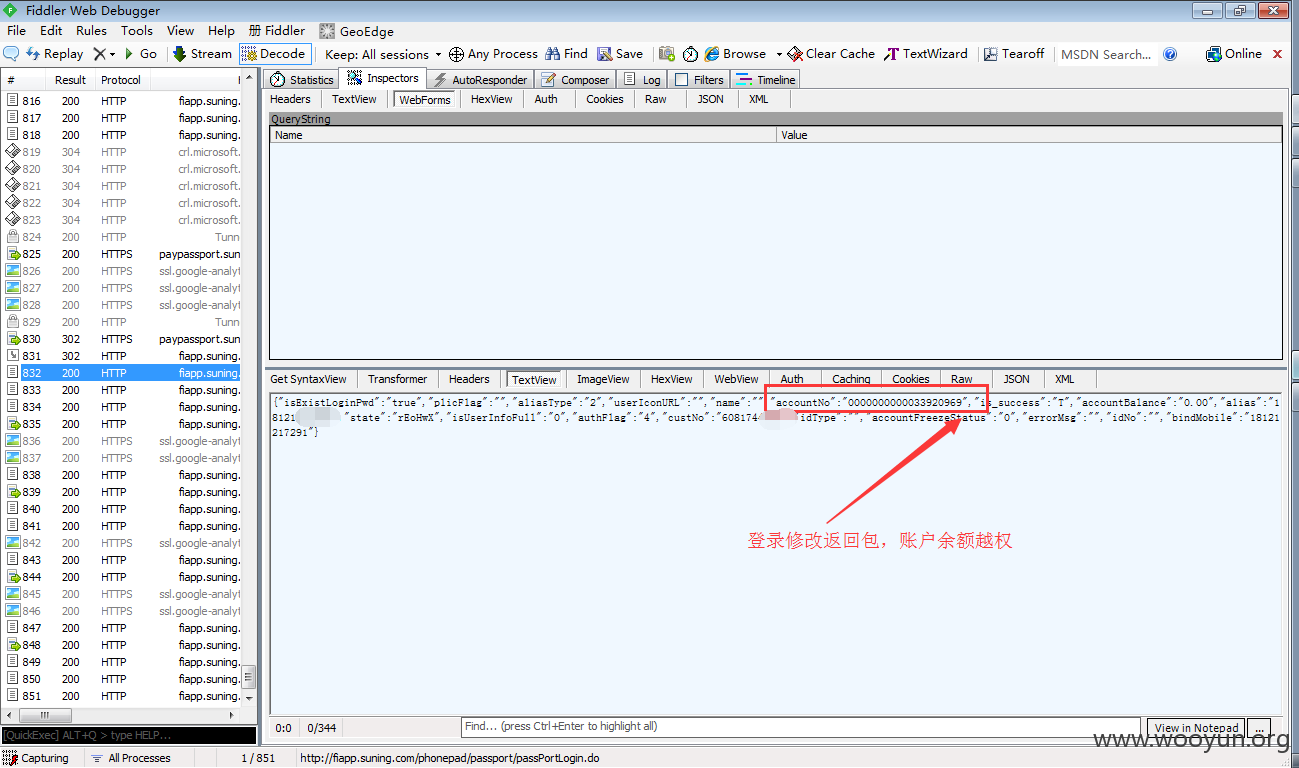 Fiddler Web Debugger
File Edit Rules Tools View Help Fiddler GeoEdge
Replay Go Stream Decode Keep: All sessions Any Process Find Save Browse Clear Cache TextWizard Tearoff MSDN Search... Online
# Result Protocol
816 200 HTTP fiapp.suning.
817 200 HTTP fiapp.suning.
818 200 HTTP fiapp.suning.
819 304 HTTP crl.microsoft.
820 304 HTTP crl.microsoft.
821 304 HTTP crl.microsoft.
822 304 HTTP crl.microsoft.
823 304 HTTP crl.microsoft.
824 200 HTTP Tunn
825 200 HTTPS paypassport.sun
826 200 HTTPS ssl.google-analyt
827 200 HTTPS ssl.google-analyt
828 200 HTTPS ssl.google-analyt
829 200 HTTP Tunn
830 302 HTTPS paypassport.sun
831 302 HTTP fiapp.suning.
832 200 HTTP fiapp.suning.
833 200 HTTP fiapp.suning.
834 200 HTTP fiapp.suning.
835 200 HTTP fiapp.suning.
836 200 HTTPS ssl.google-analyt
837 200 HTTPS ssl.google-analyt
838 200 HTTP fiapp.suning.
839 200 HTTP fiapp.suning.
840 200 HTTP fiapp.suning.
841 200 HTTP fiapp.suning.
842 200 HTTPS ssl.google-analyt
843 200 HTTP fiapp.suning.
844 200 HTTP fiapp.suning.
845 200 HTTPS ssl.google-analyt
846 200 HTTPS ssl.google-analyt
847 200 HTTP fiapp.suning.
848 200 HTTP fiapp.suning.
849 200 HTTP fiapp.suning.
850 200 HTTP fiapp.suning.
851 200 HTTP fiapp.suning.
[QuickExec] ALT+Q > type HELP...
Statistics Inspectors AutoResponder Composer Log Filters Timeline
Headers TextView WebForms HexView Auth Cookies Raw JSON XML
QueryString
Name Value
Get SyntaxView Transformer Headers TextView ImageView HexView WebView Auth Caching Cookies Raw JSON XML
{"isExistLoginPwd":"true","plicFlag":"","aliasType":"2","userIconURL":"","name":"" "accountNo":"0000000000033920969","is_success":"T","accountBalance":"0.00","alias":"1
8121 "state":"rEoHwX","isUserInfoFull":"0","authFlag":"4","custNo":"6081744 idType":"","accountFreezeStatus":"0","errorMsg":"","idNo":"","bindMobile":"18121
217291"}
登录修改返回包，账户余额越权
0:0 0/344 Find... (press Ctrl+Enter to highlight all) View in Notepad ...
www.wooyun.org
Capturing All Processes 1 / 851 http://fiapp.suning.com/phonepad/passport/passPortLogin.do